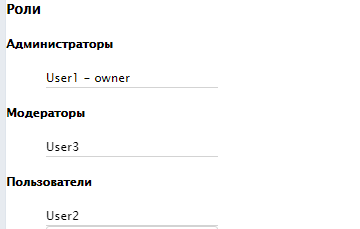 Роли
Администраторы
User1 - owner
Модераторы
User3
Пользователи
User2